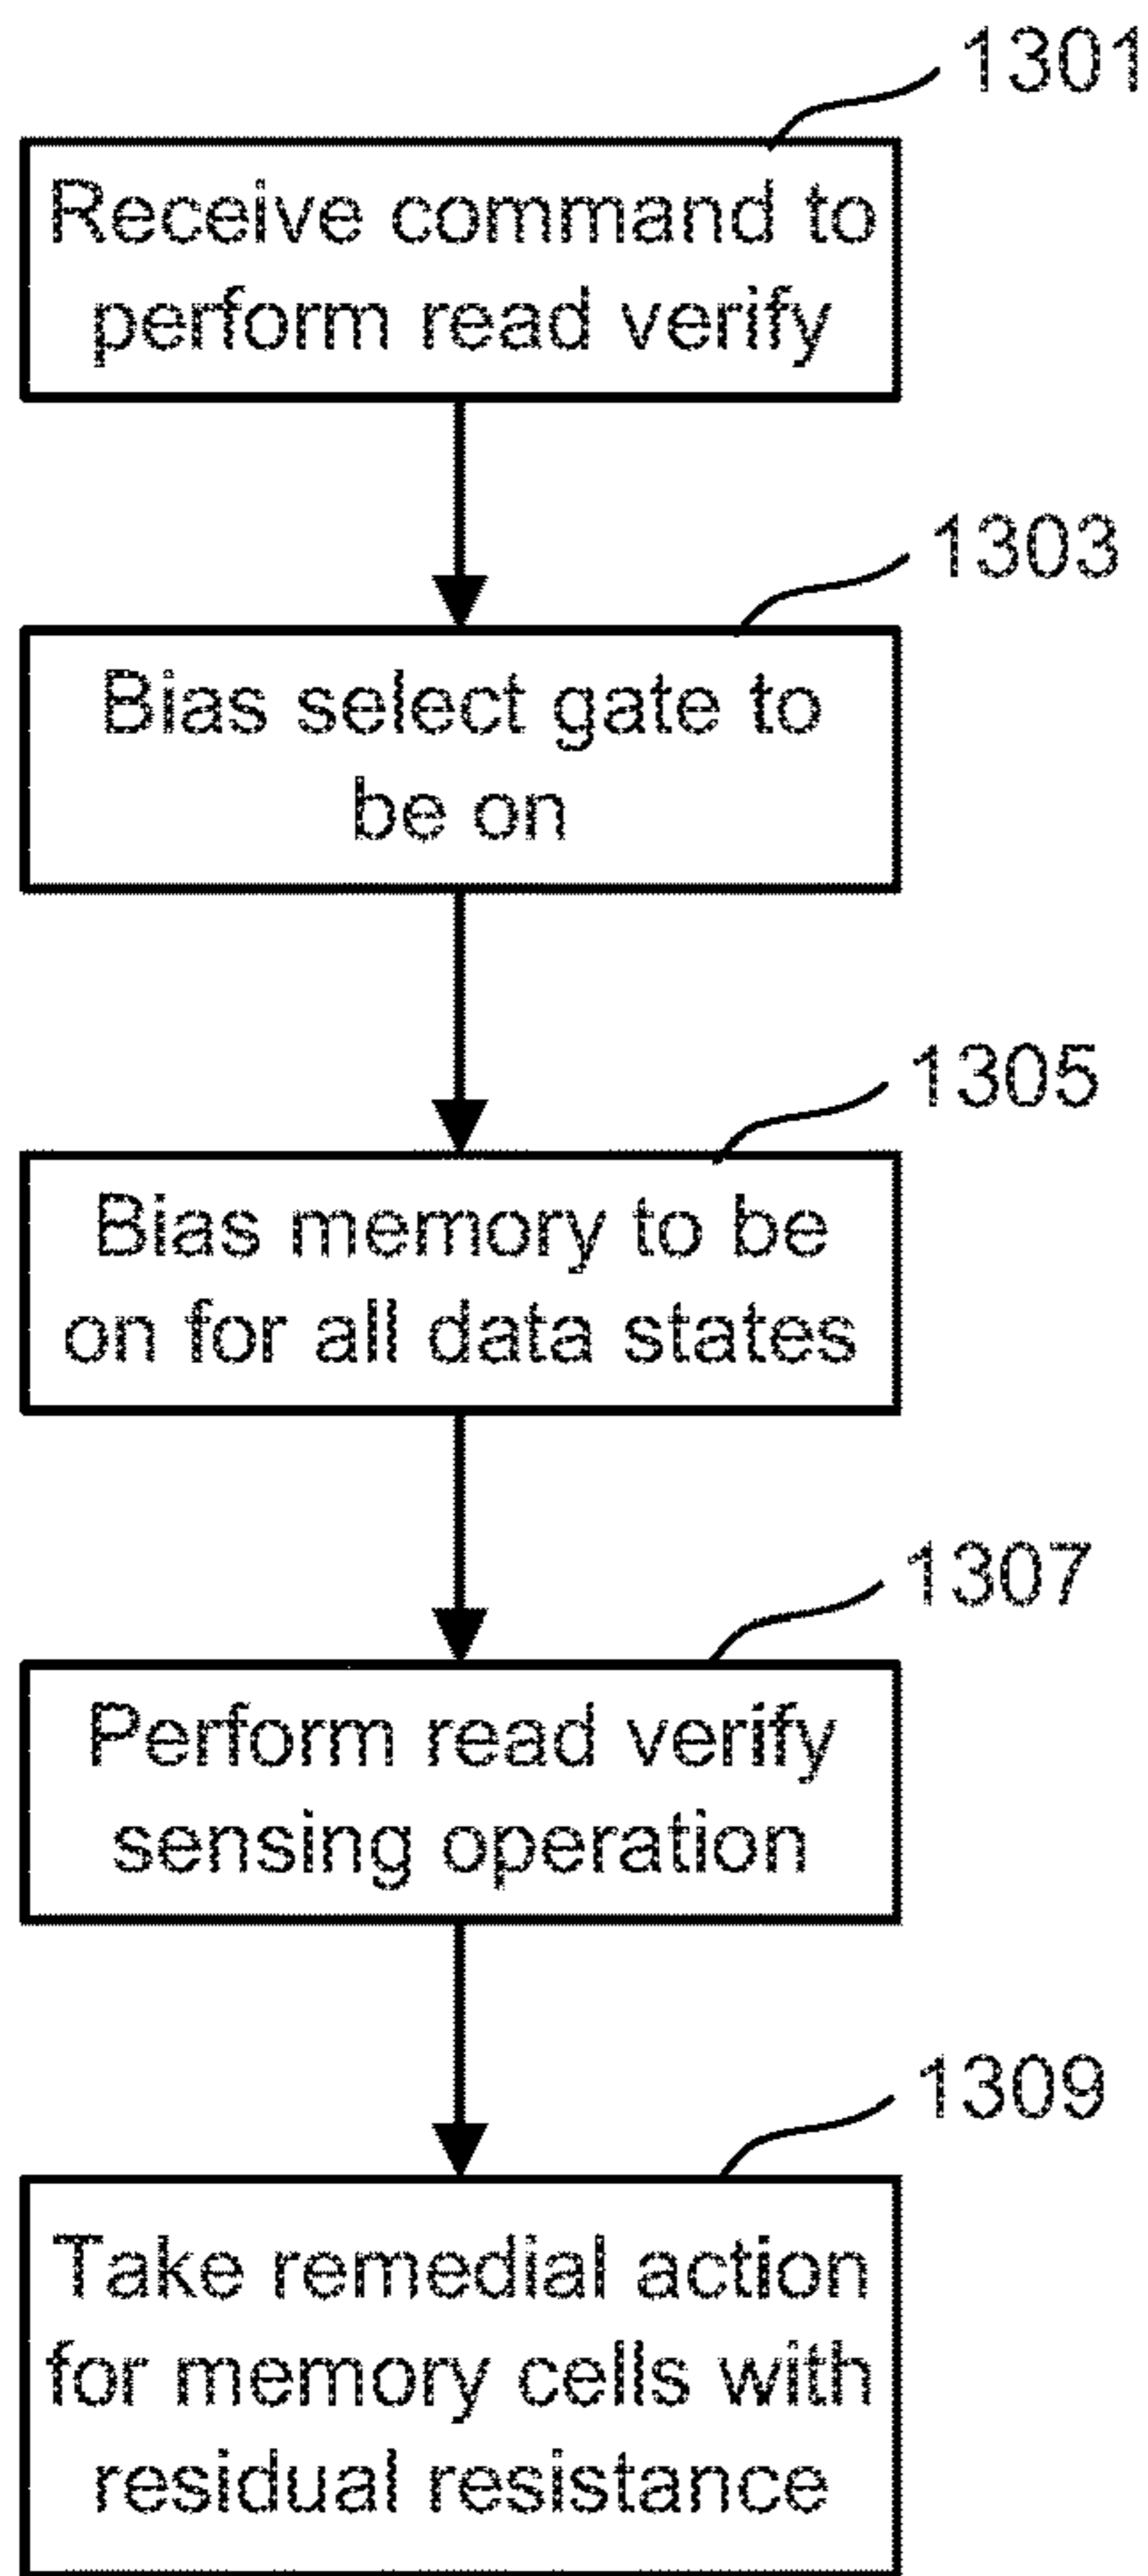 1301
Receive command to
perform read verify
1303
Bias select gate to
be on
1305
Bias memory to be
on for all data states
1307
Perform read verify
sensing operation
1309
Take remedial action
for memory cells with
residual resistance